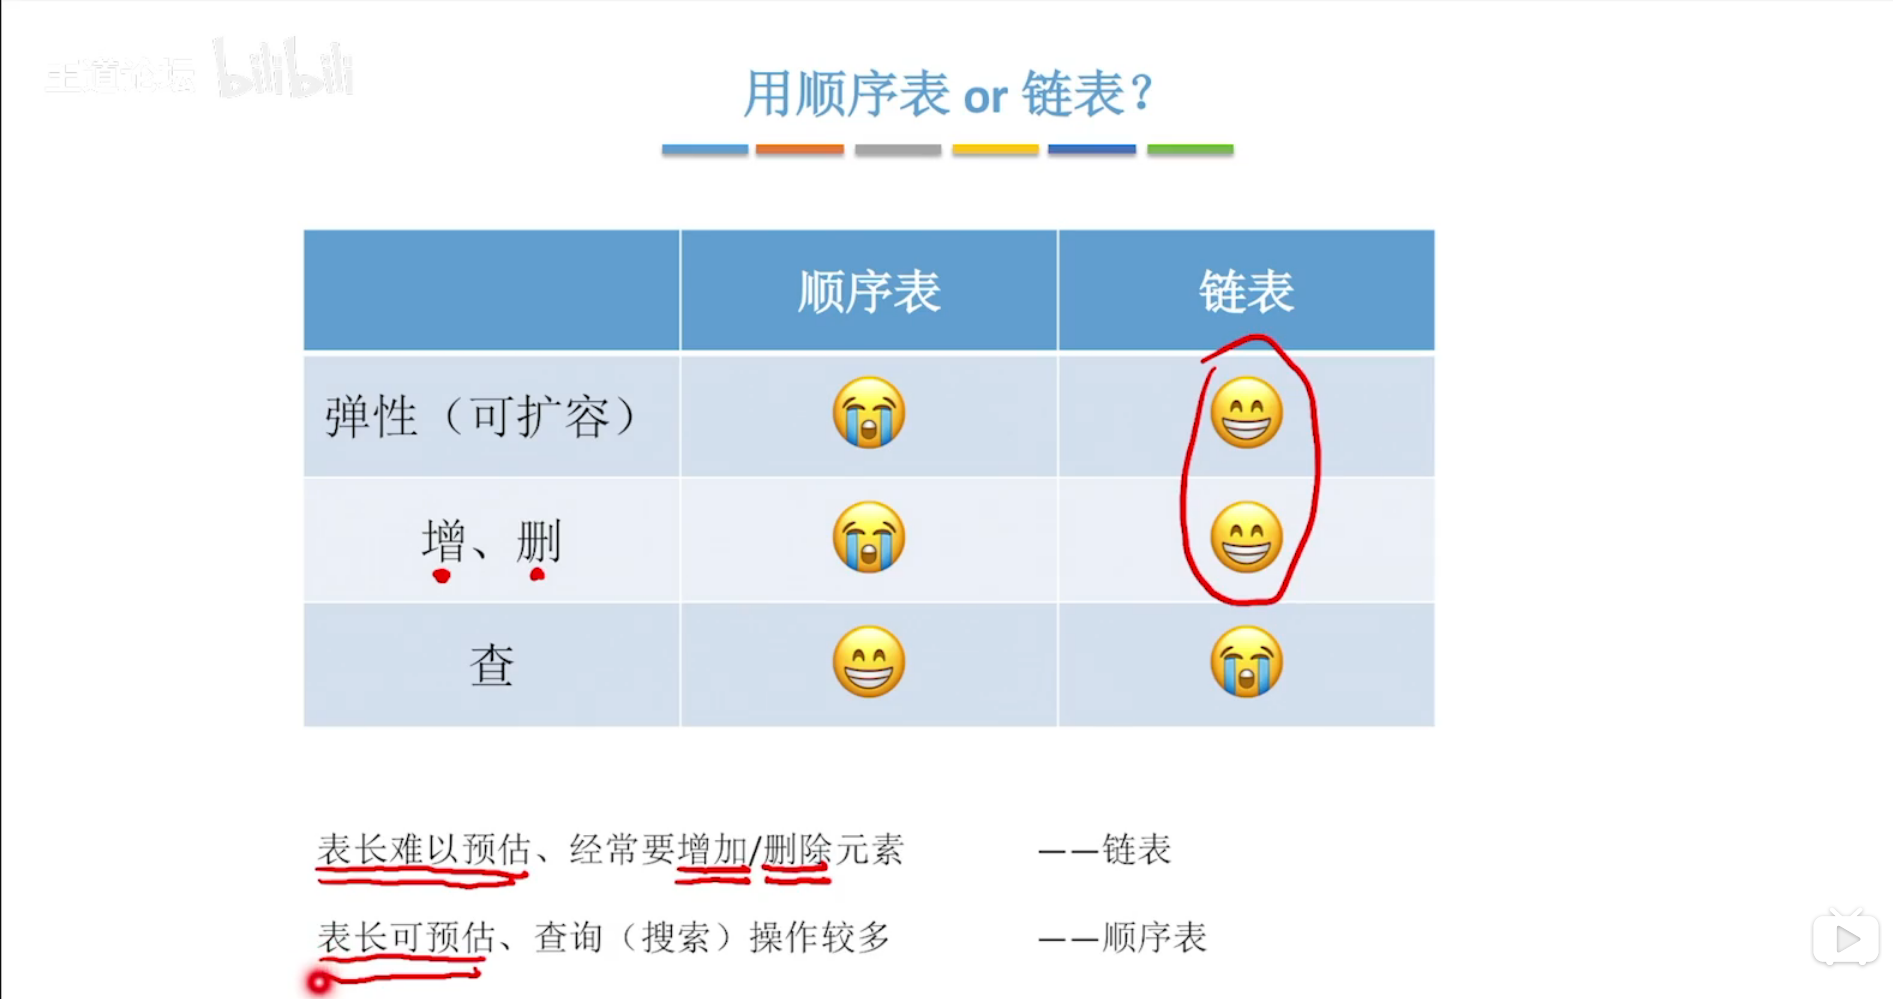 王道论坛 bilibili
用顺序表 or 链表？
顺序表 链表
弹性（可扩容） 😭 😁
增、删 😭 😁
查 😁 😭
表长难以预估、经常要增加/删除元素 ——链表
表长可预估、查询（搜索）操作较多 ——顺序表